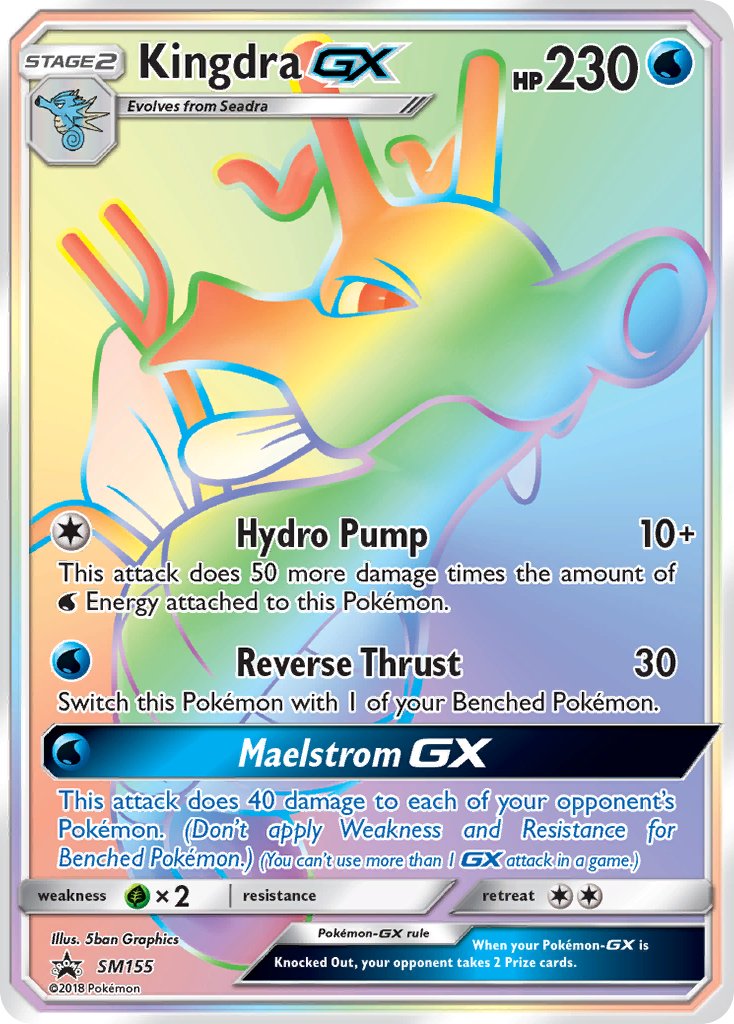 STAGE2 Kingdra GX HP 230
Evolves from Seadra
Hydro Pump 10+
This attack does 50 more damage times the amount of
Energy attached to this Pokémon.
Reverse Thrust 30
Switch this Pokémon with 1 of your Benched Pokémon.
Maelstrom GX
This attack does 40 damage to each of your opponent's
Pokémon. (Don't apply Weakness and Resistance for
Benched Pokémon.) (You can't use more than 1 GX attack in a game.)
weakness ×2 resistance retreat
Illus. 5ban Graphics
SM155
©2018 Pokémon
Pokémon-GX rule
When your Pokémon-GX is
Knocked Out, your opponent takes 2 Prize cards.